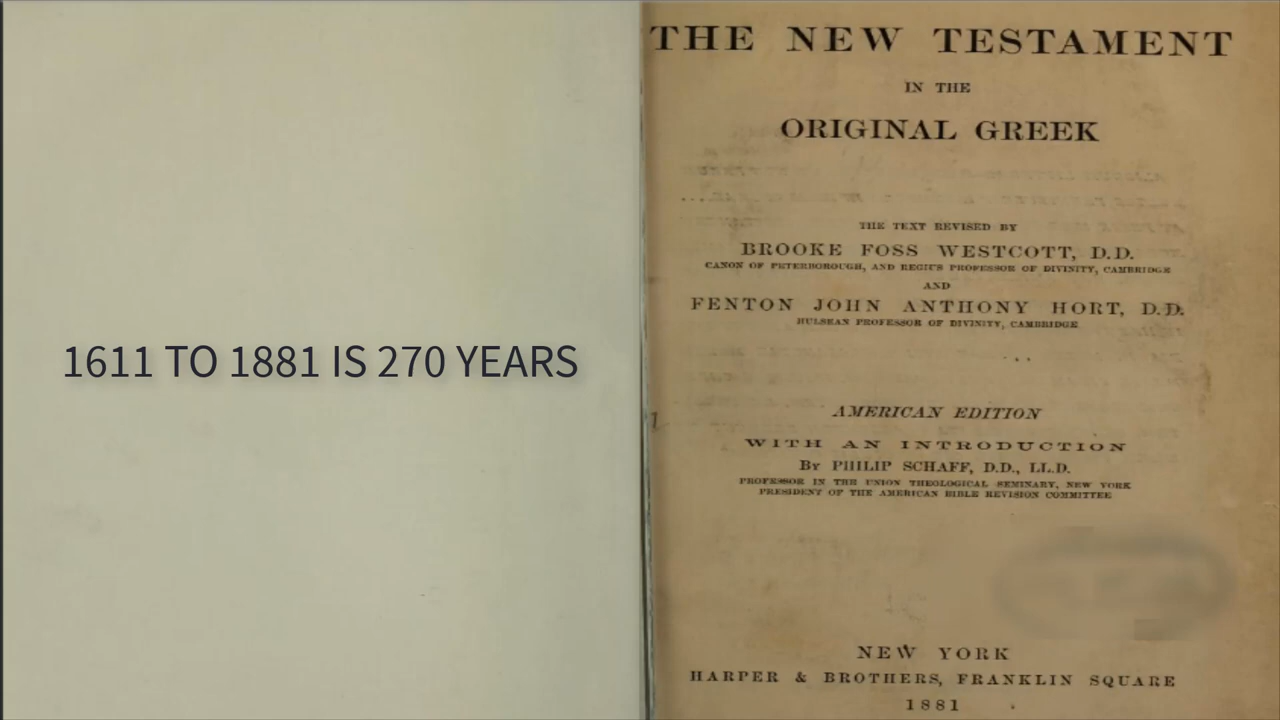 1611 TO 1881 IS 270 YEARS
THE NEW TESTAMENT
IN THE
ORIGINAL GREEK
THE TEXT REVISED BY
BROOKE FOSS WESTCOTT, D.D.
CANON OF PETERBOROUGH, AND REGIUS PROFESSOR OF DIVINITY, CAMBRIDGE
AND
FENTON JOHN ANTHONY HORT, D.D.
HULSEAN PROFESSOR OF DIVINITY, CAMBRIDGE
AMERICAN EDITION
WITH AN INTRODUCTION
BY PHILIP SCHAFF, D.D., LL.D.
PROFESSOR IN THE UNION THEOLOGICAL SEMINARY, NEW YORK
PRESIDENT OF THE AMERICAN BIBLE REVISION COMMITTEE
NEW YORK
HARPER & BROTHERS, FRANKLIN SQUARE
1881